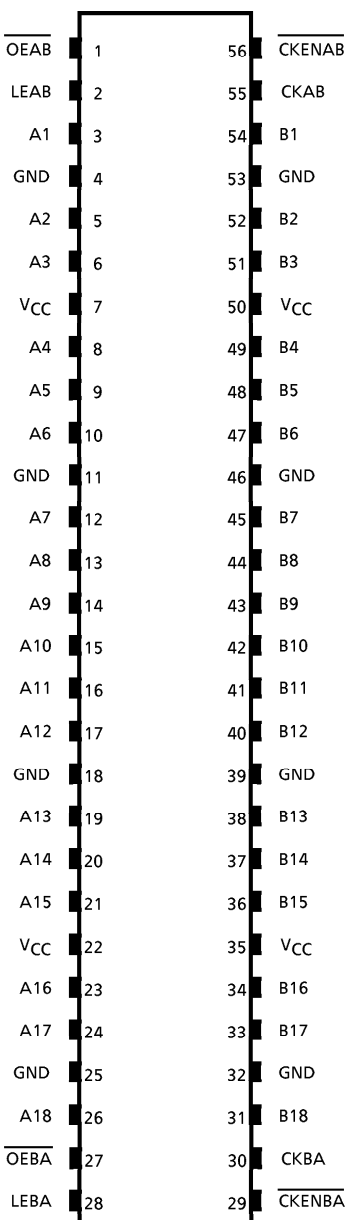 OEAB 1 56 CKENAB
LEAB 2 55 CKAB
A1 3 54 B1
GND 4 53 GND
A2 5 52 B2
A3 6 51 B3
VCC 7 50 VCC
A4 8 49 B4
A5 9 48 B5
A6 10 47 B6
GND 11 46 GND
A7 12 45 B7
A8 13 44 B8
A9 14 43 B9
A10 15 42 B10
A11 16 41 B11
A12 17 40 B12
GND 18 39 GND
A13 19 38 B13
A14 20 37 B14
A15 21 36 B15
VCC 22 35 VCC
A16 23 34 B16
A17 24 33 B17
GND 25 32 GND
A18 26 31 B18
OEBA 27 30 CKBA
LEBA 28 29 CKENBA